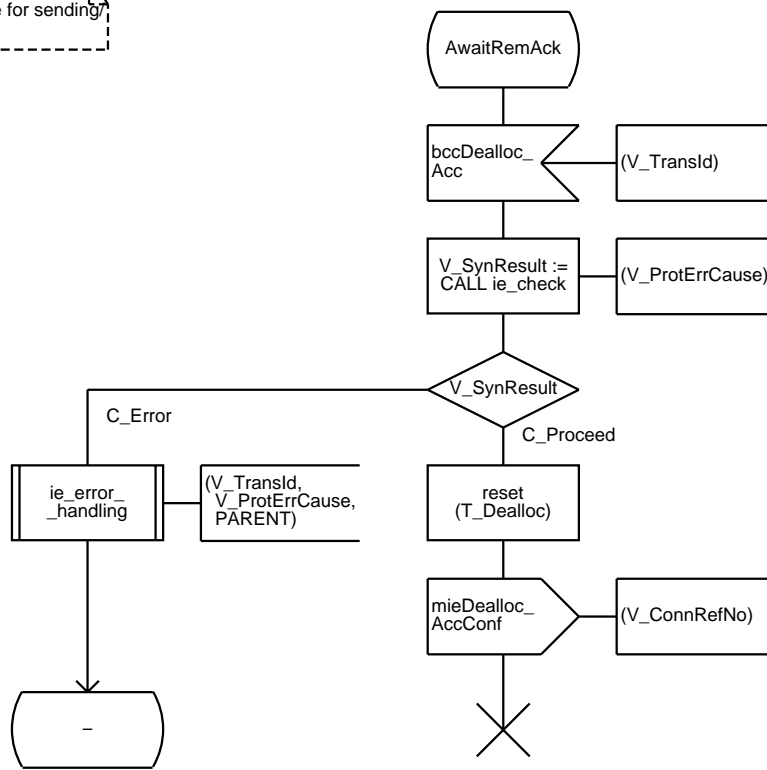 e for sending/
AwaitRemAck
bccDealloc_
Acc
(V_TransId)
V_SynResult :=
CALL ie_check
(V_ProtErrCause)
V_SynResult
C_Error
C_Proceed
ie_error_
_handling
(V_TransId,
V_ProtErrCause,
PARENT)
reset
(T_Dealloc)
mieDealloc_
AccConf
(V_ConnRefNo)
–